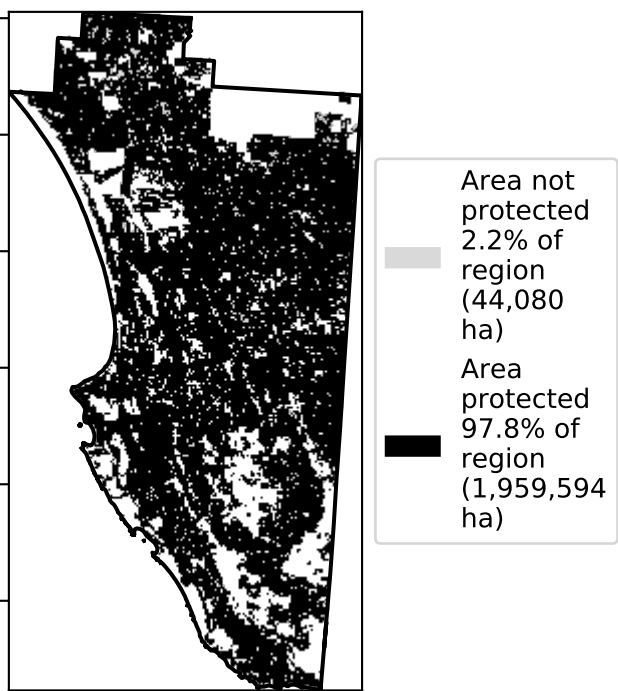 Area not
protected
2.2% of
region
(44,080
ha)
Area
protected
97.8% of
region
(1,959,594
ha)